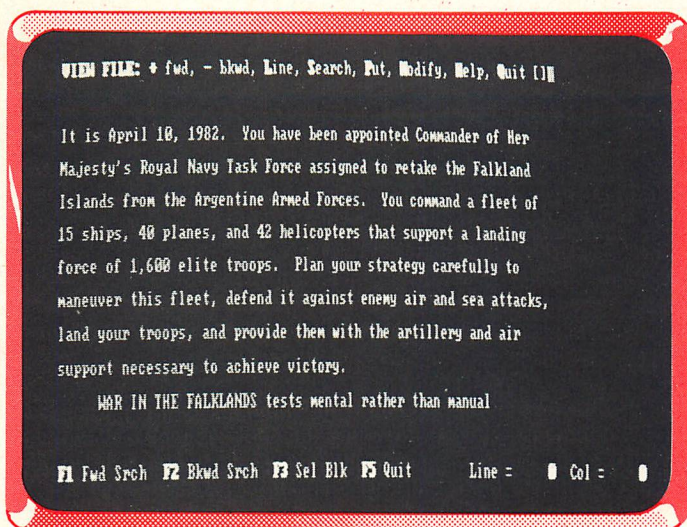 VIEW FILE: + fwd, - bkwd, Line, Search, Put, Modify, Help, Quit []
It is April 10, 1982. You have been appointed Commander of Her
Majesty's Royal Navy Task Force assigned to retake the Falkland
Islands from the Argentine Armed Forces. You command a fleet of
15 ships, 40 planes, and 42 helicopters that support a landing
force of 1,600 elite troops. Plan your strategy carefully to
maneuver this fleet, defend it against enemy air and sea attacks,
land your troops, and provide them with the artillery and air
support necessary to achieve victory.
WAR IN THE FALKLANDS tests mental rather than manual
F1 Fwd Srch F2 Bkwd Srch F3 Sel Blk F5 Quit Line = 0 Col = 0